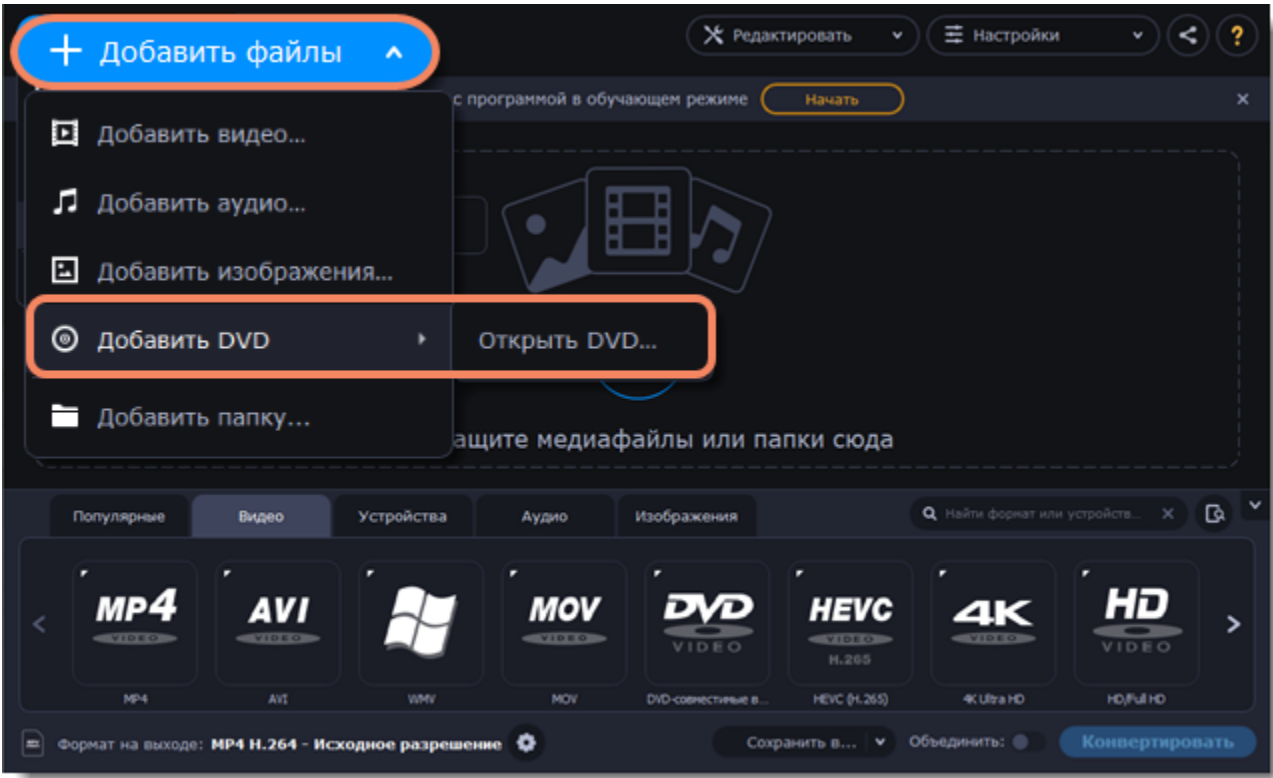 Добавить файлы
Редактировать
Настройки
?
с программой в обучающем режиме
Начать
Добавить видео...
Добавить аудио...
Добавить изображения...
Добавить DVD
Открыть DVD...
Добавить папку...
ащите медиафайлы или папки сюда
Популярные
Видео
Устройства
Аудио
Изображения
Найти формат или устройств...
MP4
VIDEO
AVI
VIDEO
MOV
VIDEO
DVD
VIDEO
HEVC
VIDEO
H.265
4K
VIDEO
HD
VIDEO
MP4
AVI
WMV
MOV
DVD-совместимые в...
HEVC (H.265)
4K Ultra HD
HD/Full HD
Формат на выходе: MP4 H.264 - Исходное разрешение
Сохранить в...
Объединить:
Конвертировать